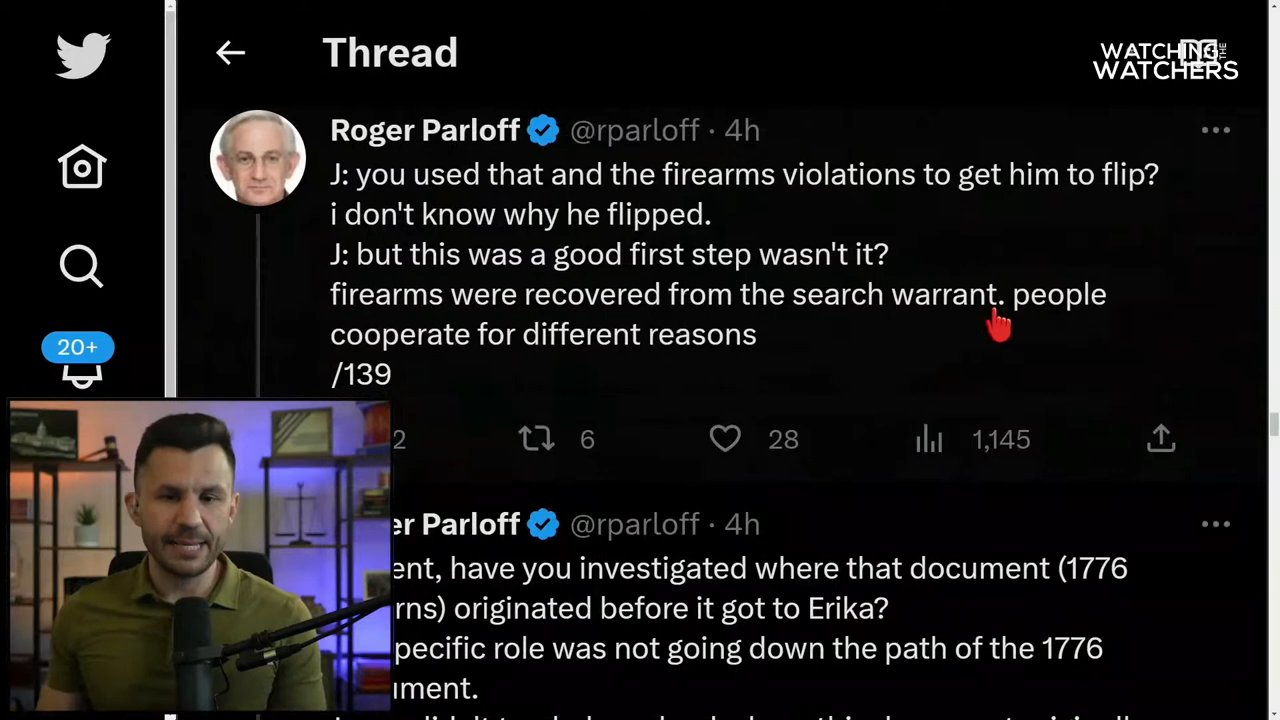 Thread
WATCHING THE
WATCHERS
Roger Parloff @rparloff · 4h
J: you used that and the firearms violations to get him to flip?
i don't know why he flipped.
J: but this was a good first step wasn't it?
firearms were recovered from the search warrant. people
cooperate for different reasons
/139
20+
2 6 28 1,145
er Parloff @rparloff · 4h
ent, have you investigated where that document (1776
rns) originated before it got to Erika?
pecific role was not going down the path of the 1776
ument.